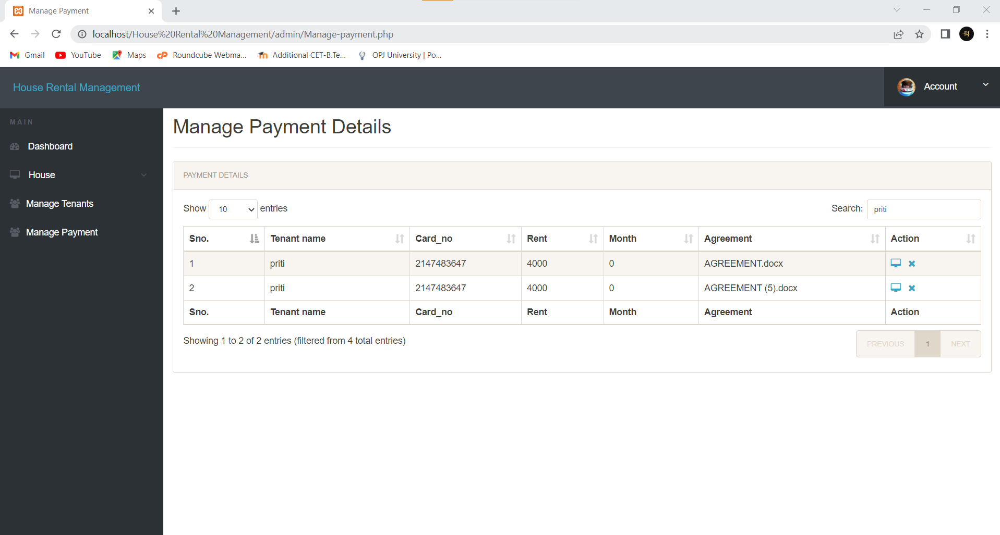 Manage Payment
localhost/House%20Rental%20Management/admin/Manage-payment.php
Gmail YouTube Maps Roundcube Webma... Additional CET-B.Te... OPJ University | Po...
House Rental Management
Account
MAIN
Dashboard
House
Manage Tenants
Manage Payment
Manage Payment Details
PAYMENT DETAILS
Show 10 entries
Search: priti
Sno. Tenant name Card_no Rent Month Agreement Action
1 priti 2147483647 4000 0 AGREEMENT.docx
2 priti 2147483647 4000 0 AGREEMENT (5).docx
Sno. Tenant name Card_no Rent Month Agreement Action
Showing 1 to 2 of 2 entries (filtered from 4 total entries)
PREVIOUS 1 NEXT